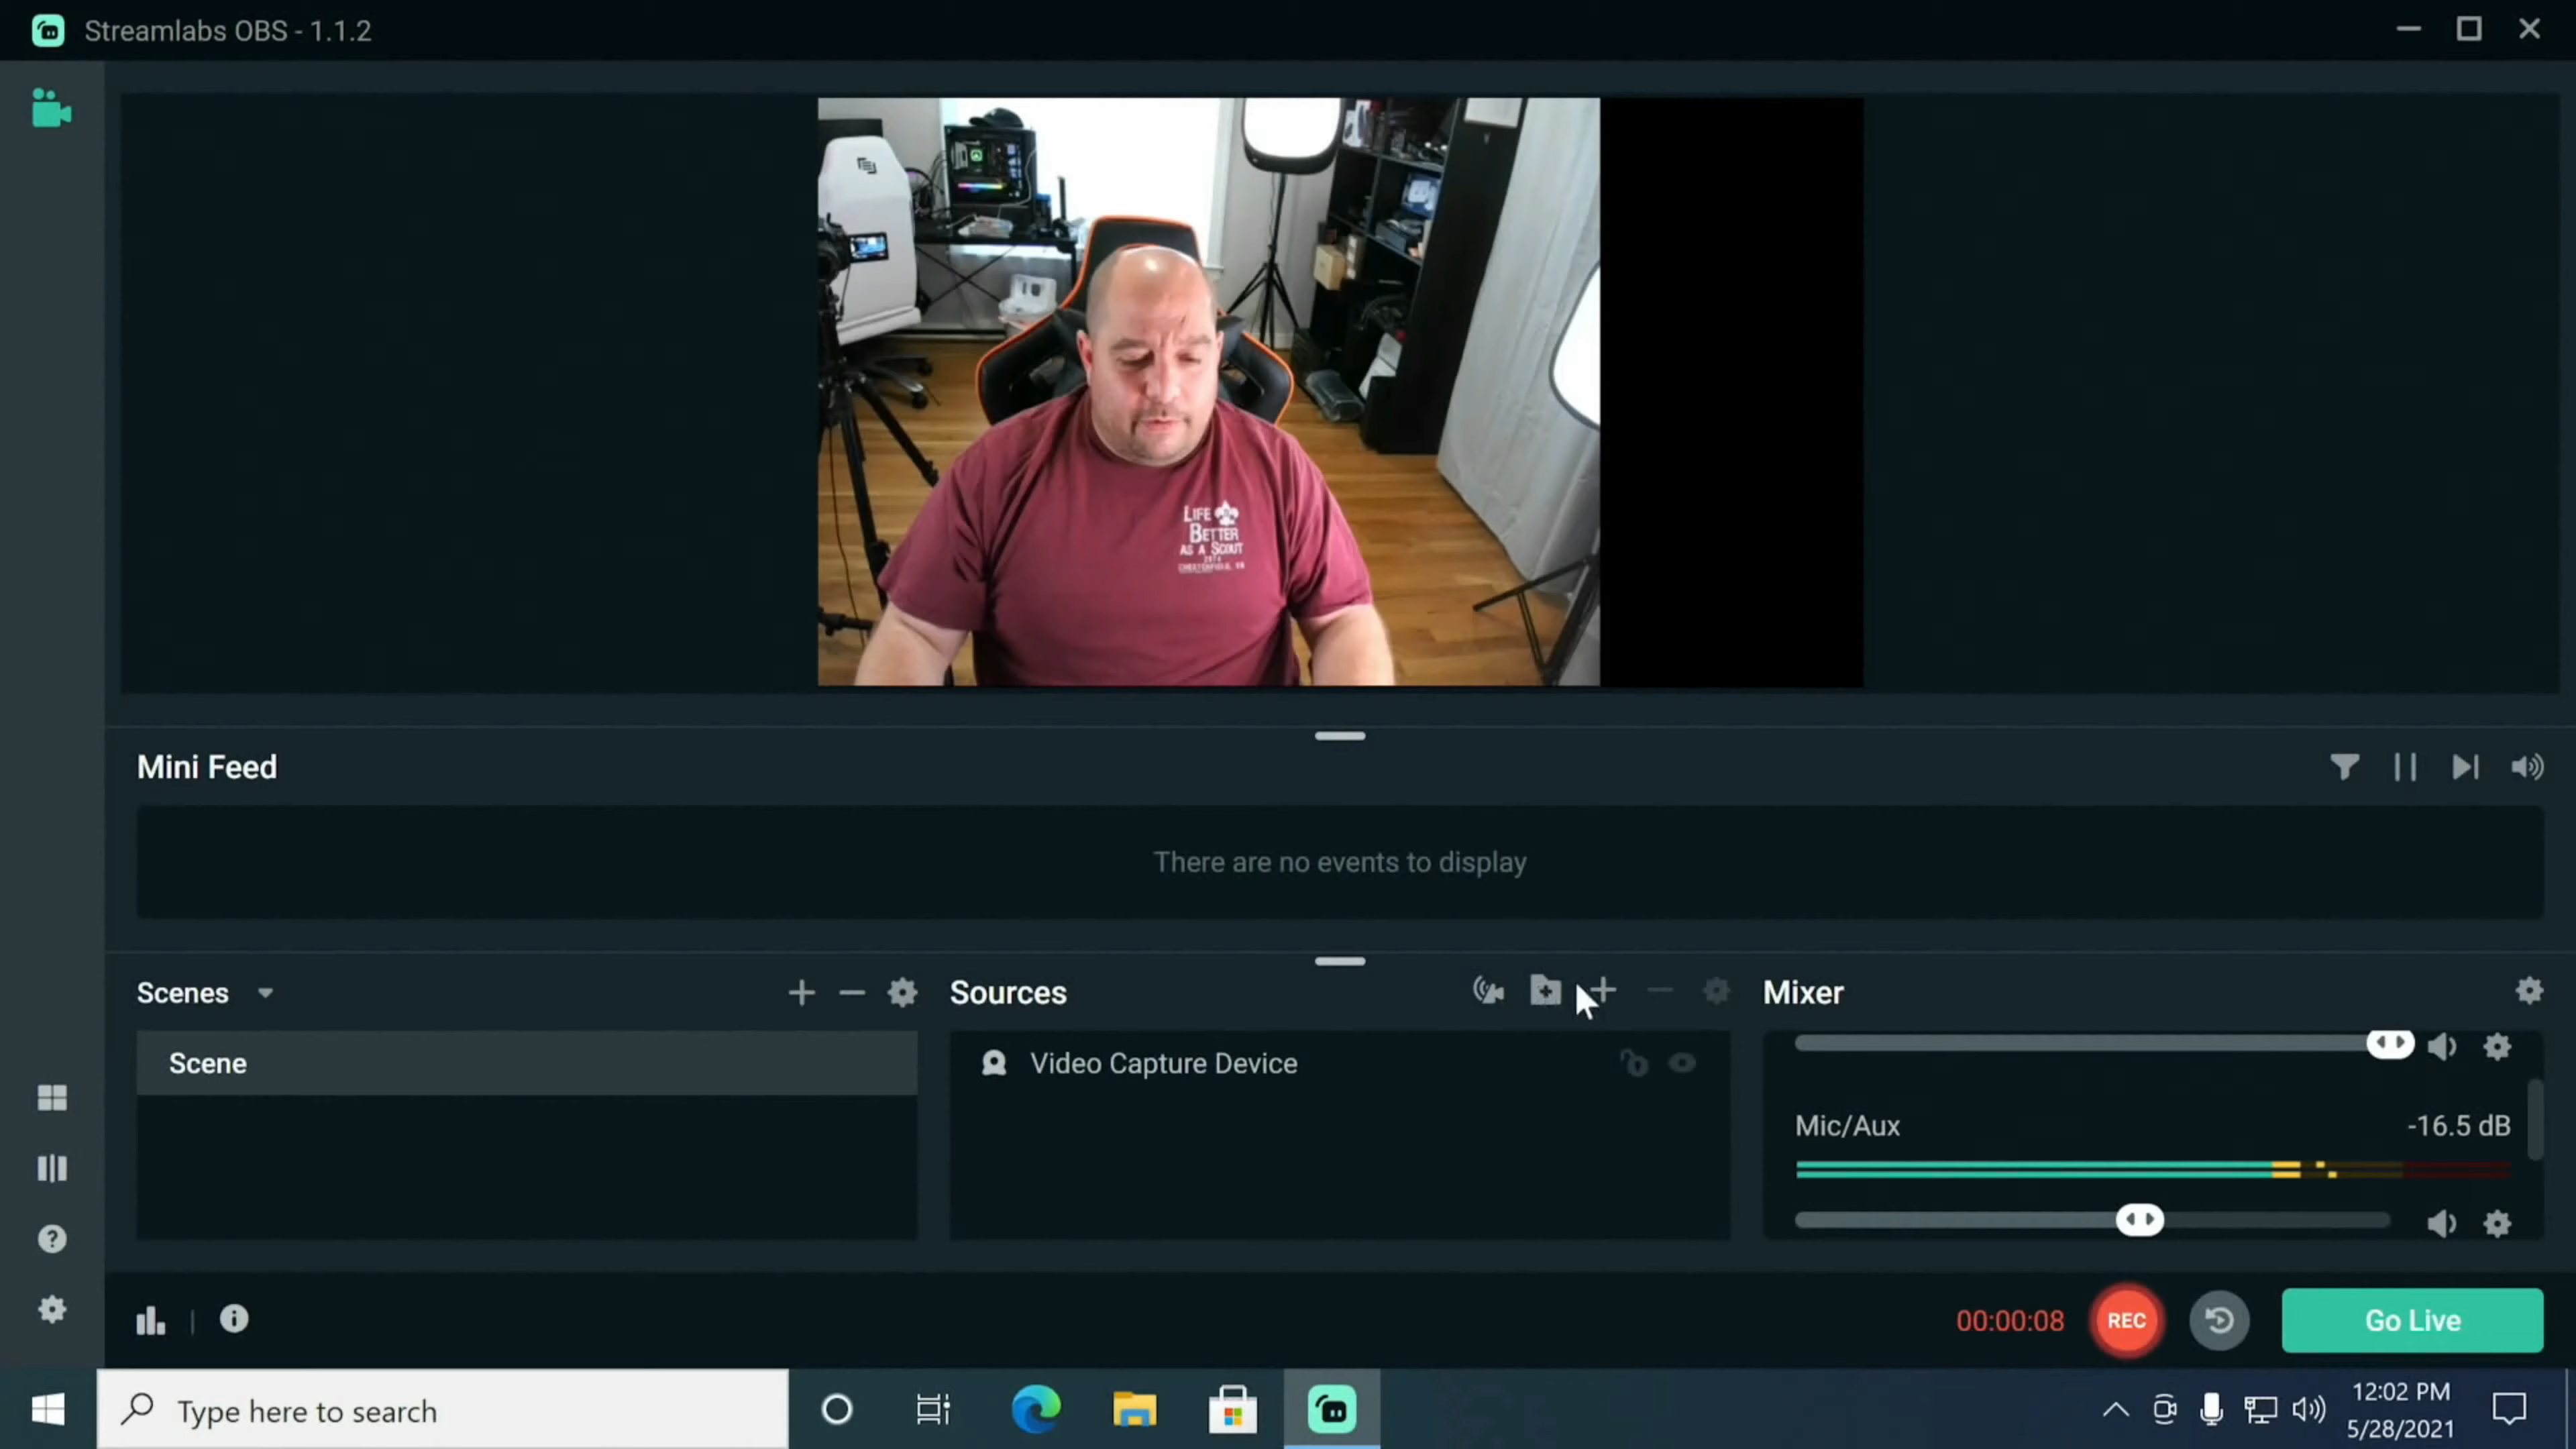 Streamlabs OBS - 1.1.2
LIFE
BETTER
AS A SCOUT
CHESTERFIELD, VA
Mini Feed
There are no events to display
Scenes
Sources
Mixer
Scene
Video Capture Device
Mic/Aux
-16.5 dB
00:00:08
REC
Go Live
Type here to search
12:02 PM
5/28/2021